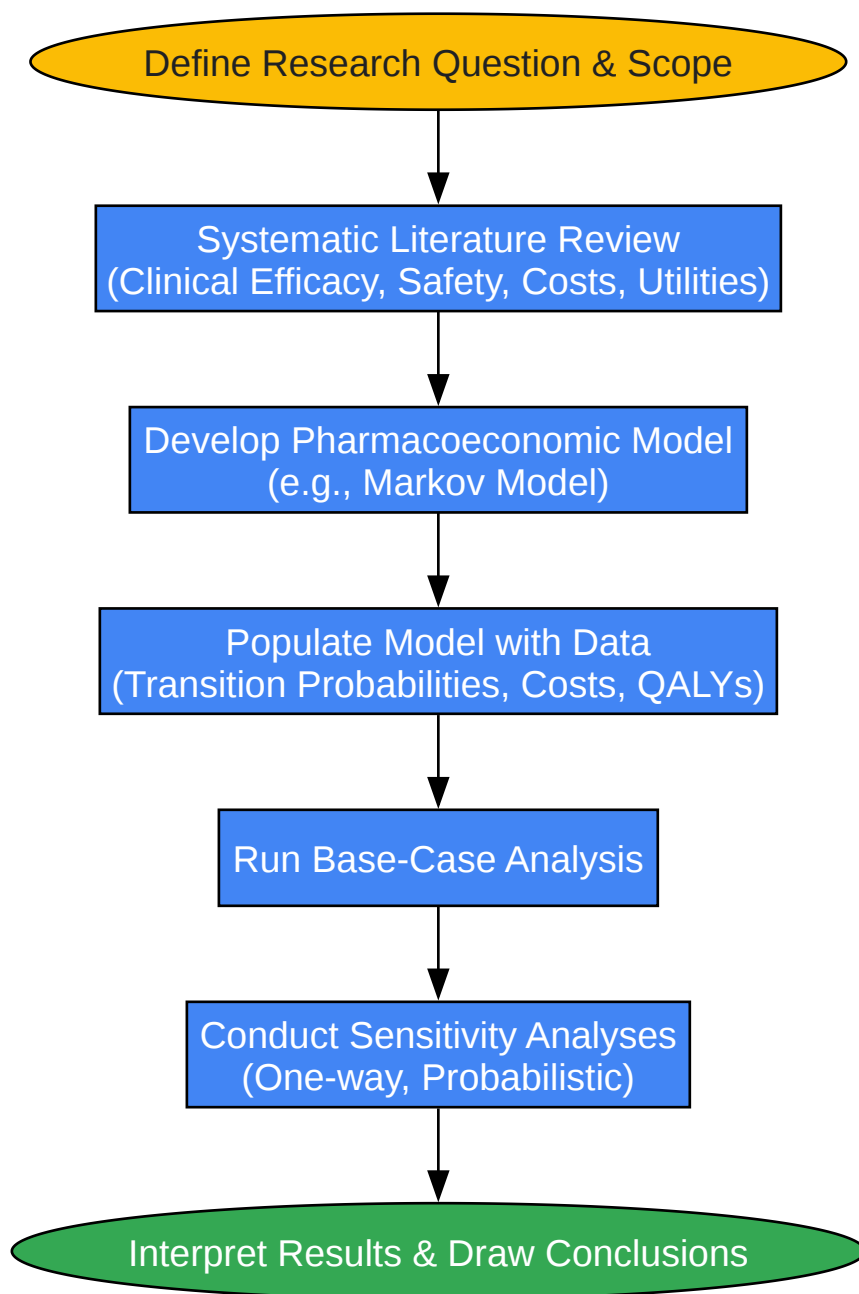 Define Research Question & Scope
Systematic Literature Review
(Clinical Efficacy, Safety, Costs, Utilities)
Develop Pharmacoeconomic Model
(e.g., Markov Model)
Populate Model with Data
(Transition Probabilities, Costs, QALYs)
Run Base-Case Analysis
Conduct Sensitivity Analyses
(One-way, Probabilistic)
Interpret Results & Draw Conclusions